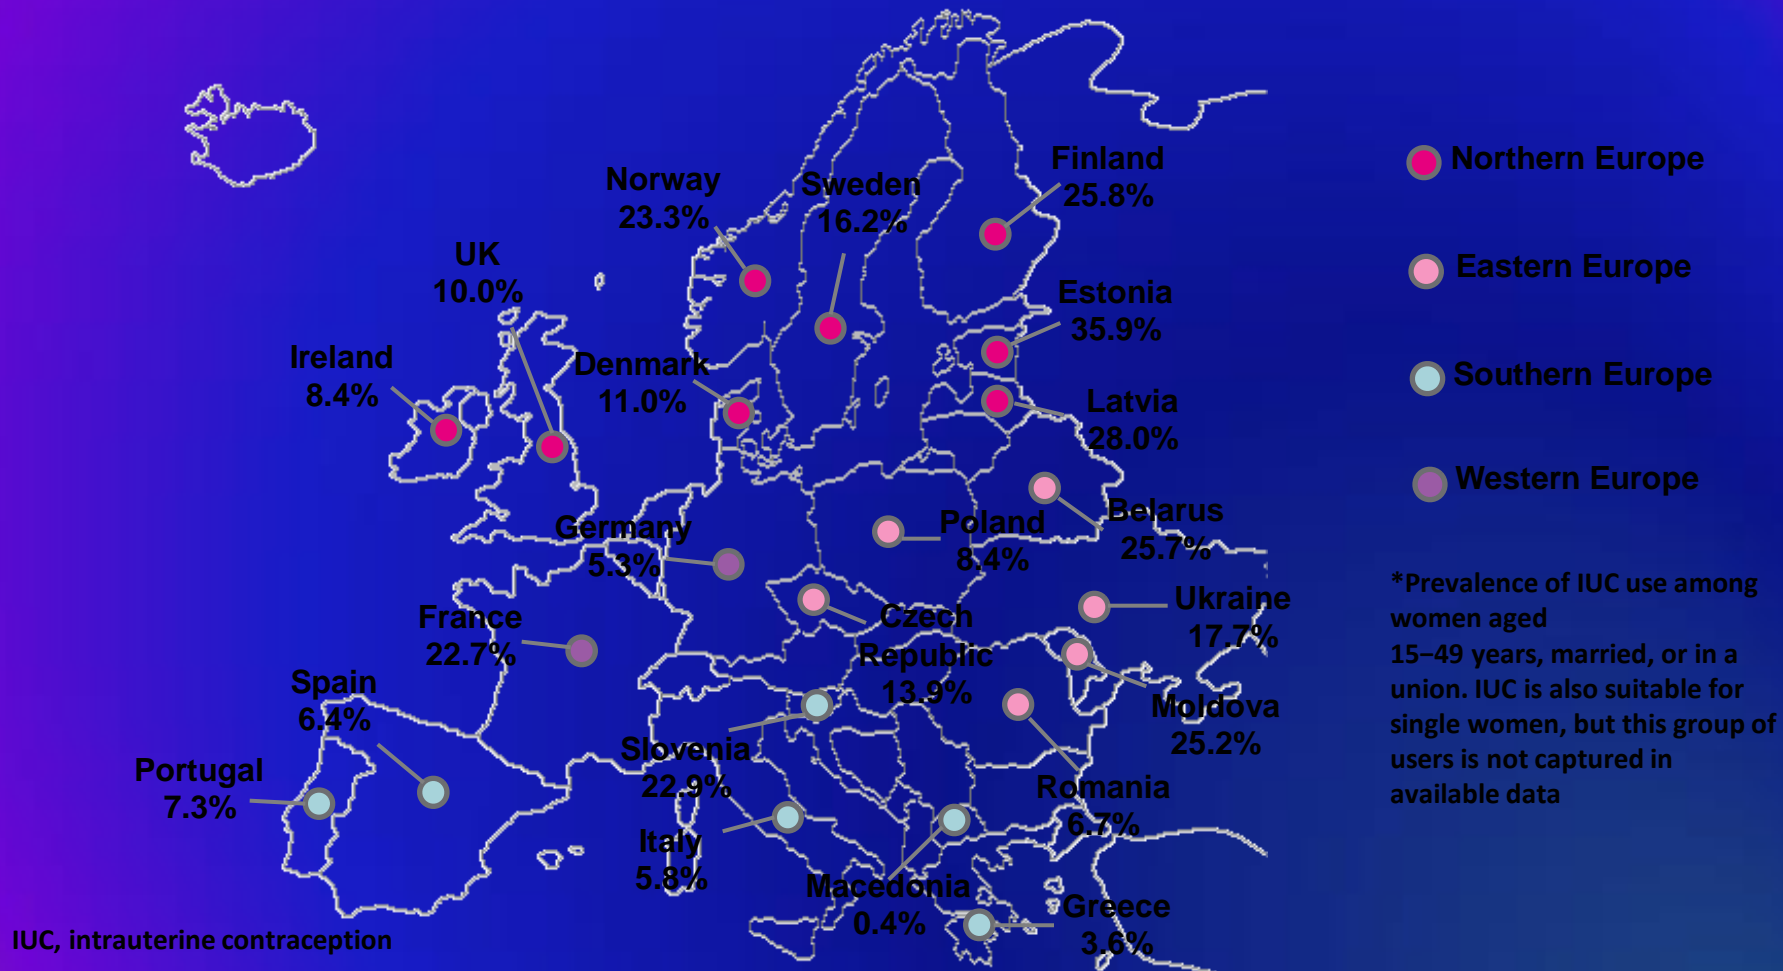 Norway
23.3%
Sweden
16.2%
Finland
25.8%
UK
10.0%
Estonia
35.9%
Ireland
8.4%
Denmark
11.0%
Latvia
28.0%
Germany
5.3%
Poland
8.4%
Belarus
25.7%
France
22.7%
Czech
Republic
13.9%
Ukraine
17.7%
Spain
6.4%
Moldova
25.2%
Portugal
7.3%
Slovenia
22.9%
Romania
6.7%
Italy
5.8%
Macedonia
0.4%
Greece
3.6%
Northern Europe
Eastern Europe
Southern Europe
Western Europe
*Prevalence of IUC use among
women aged
15–49 years, married, or in a
union. IUC is also suitable for
single women, but this group of
users is not captured in
available data
IUC, intrauterine contraception